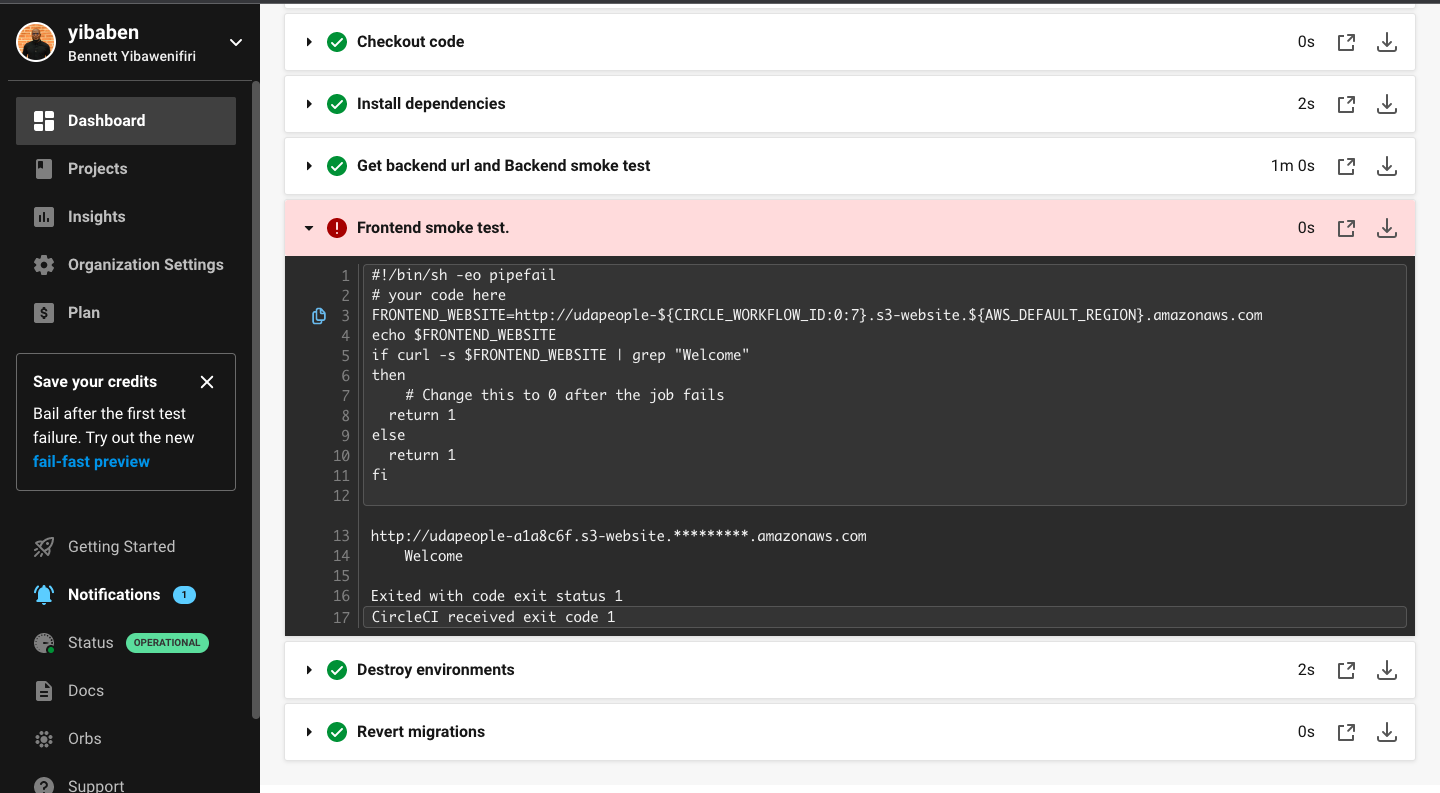 yibaben
Bennett Yibawenifiri
Dashboard
Projects
Insights
Organization Settings
Plan
Save your credits
Bail after the first test
failure. Try out the new
fail-fast preview
Getting Started
Notifications 1
Status OPERATIONAL
Docs
Orbs
Support
Checkout code 0s
Install dependencies 2s
Get backend url and Backend smoke test 1m 0s
Frontend smoke test. 0s
1 #!/bin/sh -eo pipefail
2 # your code here
3 FRONTEND_WEBSITE=http://udapeople-${CIRCLE_WORKFLOW_ID:0:7}.s3-website.${AWS_DEFAULT_REGION}.amazonaws.com
4 echo $FRONTEND_WEBSITE
5 if curl -s $FRONTEND_WEBSITE | grep "Welcome"
6 then
7     # Change this to 0 after the job fails
8   return 1
9 else
10   return 1
11 fi
12
13 http://udapeople-a1a8c6f.s3-website.*********.amazonaws.com
14     Welcome
15
16 Exited with code exit status 1
17 CircleCI received exit code 1
Destroy environments 2s
Revert migrations 0s